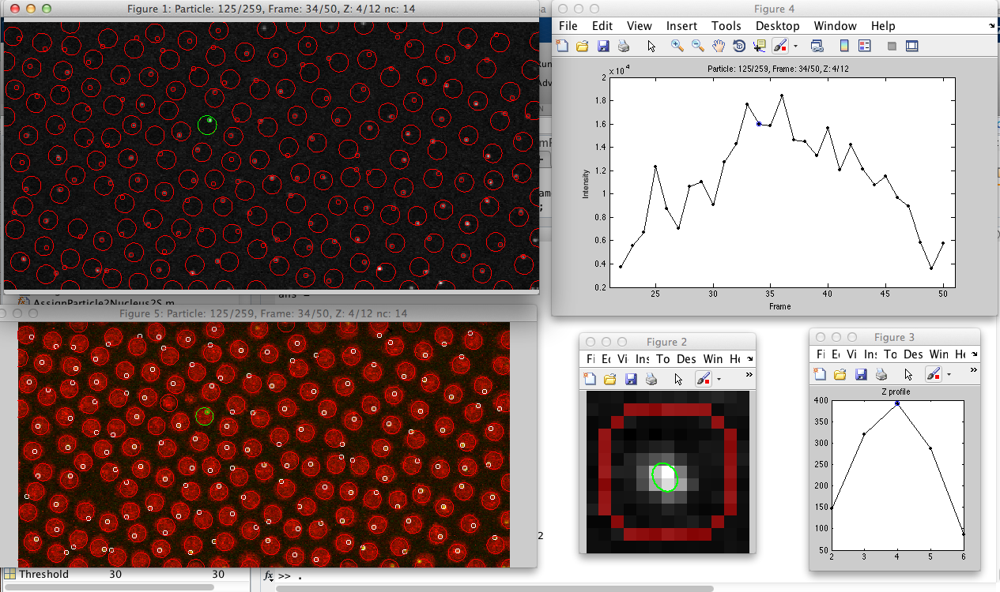 Figure 1: Particle: 125/259, Frame: 34/50, Z: 4/12 nc: 14
Figure 4
File Edit View Insert Tools Desktop Window Help
Particle: 125/259, Frame: 34/50, Z: 4/12
x 10
4
2
1.8
1.6
1.4
1.2
1
0.8
0.6
0.4
0.2
Intensity
25 30 35 40 45 50
Frame
AssignParticle2Nucleus2S.m
ans =
Figure 5: Particle: 125/259, Frame: 34/50, Z: 4/12 nc: 14
Figure 2
Fi Ec Vi Ins To Des Win He
Figure 3
Fi Ec Vi Ins To Des Win He
Z profile
400
350
300
250
200
150
100
50
2 3 4 5 6
2
Threshold 30 30
fx >> .